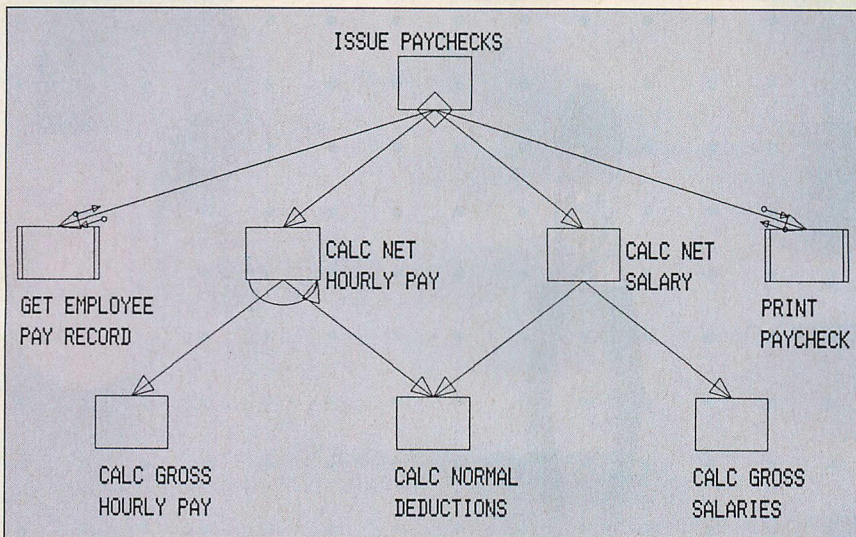 ISSUE PAYCHECKS
CALC NET
HOURLY PAY
CALC NET
SALARY
GET EMPLOYEE
PAY RECORD
PRINT
PAYCHECK
CALC GROSS
HOURLY PAY
CALC NORMAL
DEDUCTIONS
CALC GROSS
SALARIES